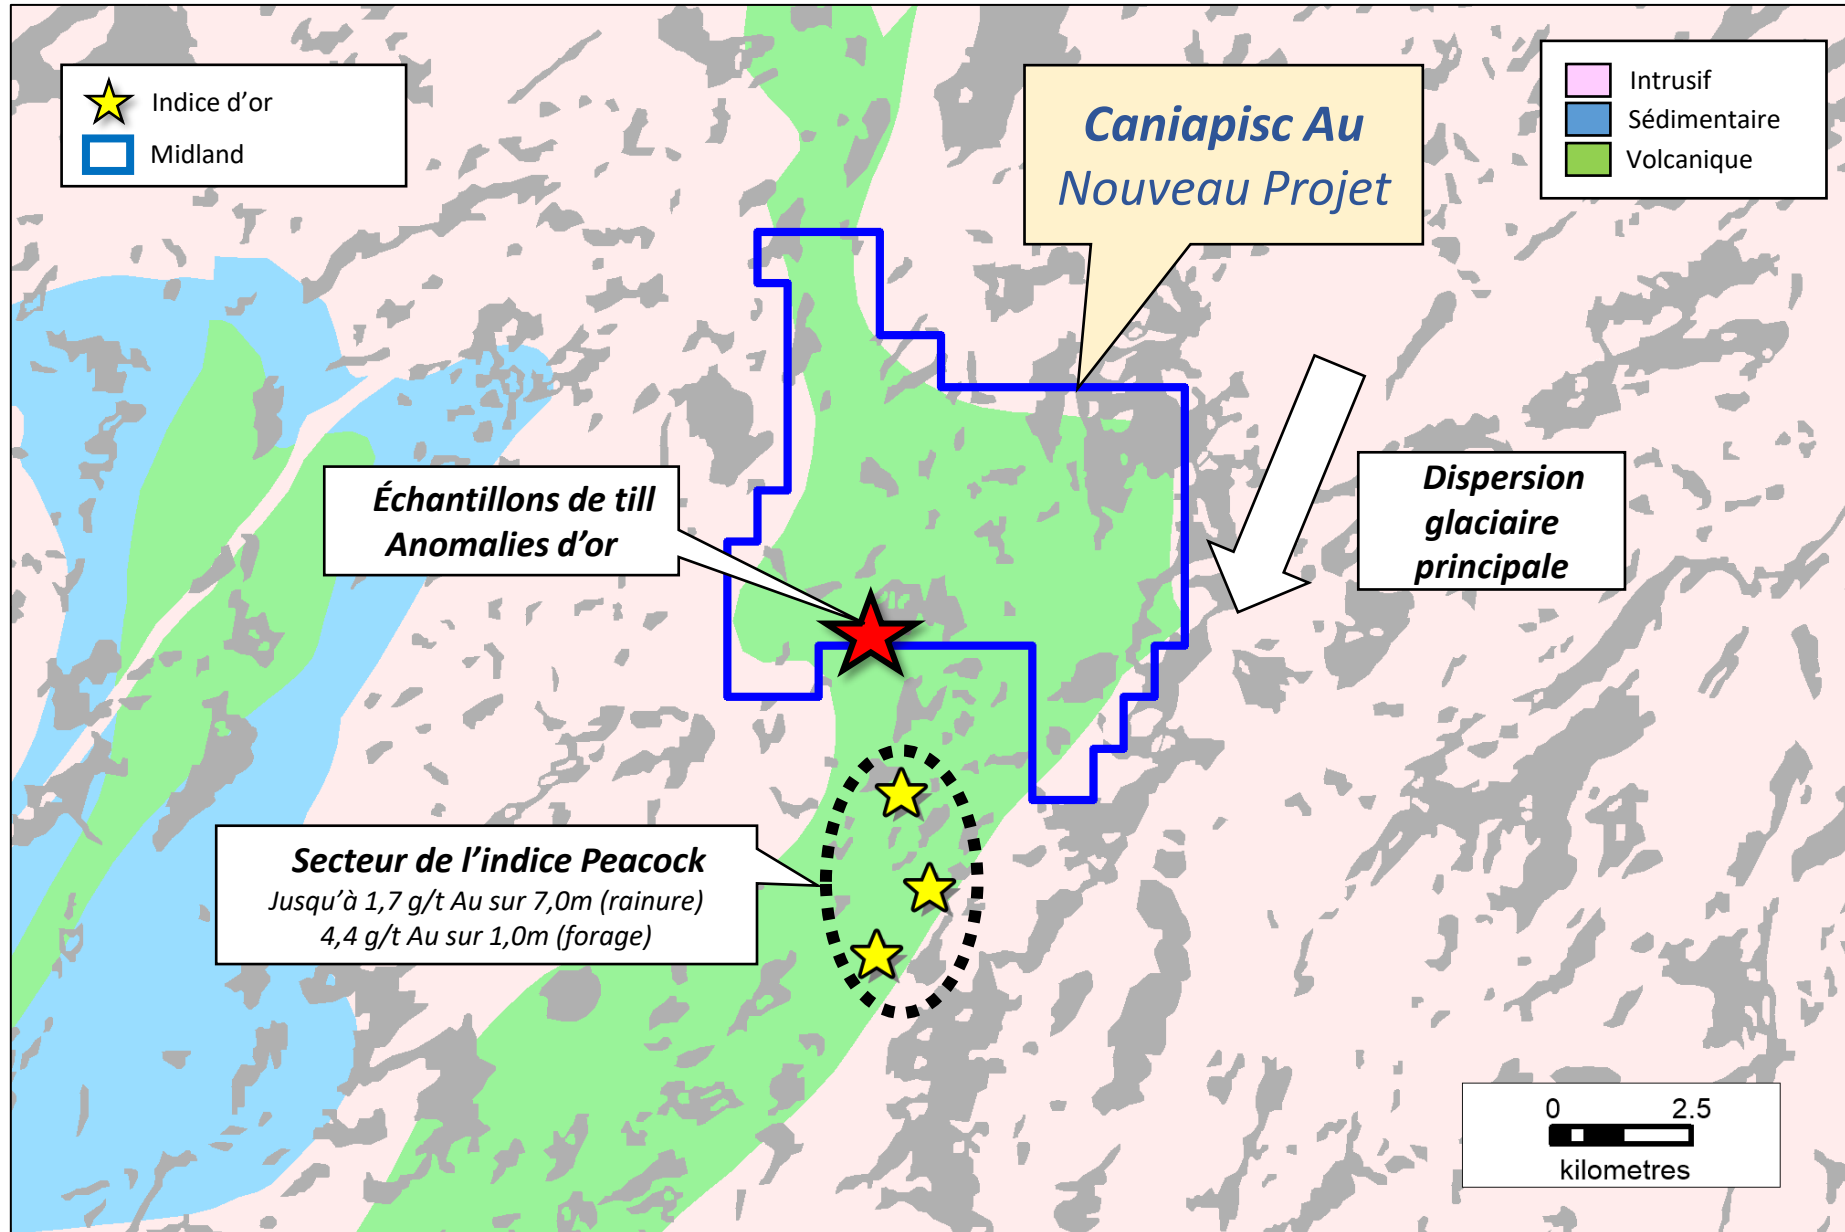 Indice d’or
Midland
Caniapisc Au
Nouveau Projet
Intrusif
Sédimentaire
Volcanique
Échantillons de till
Anomalies d’or
Dispersion
glaciaire
principale
Secteur de l’indice Peacock
Jusqu’à 1,7 g/t Au sur 7,0m (rainure)
4,4 g/t Au sur 1,0m (forage)
0 2.5
kilometres